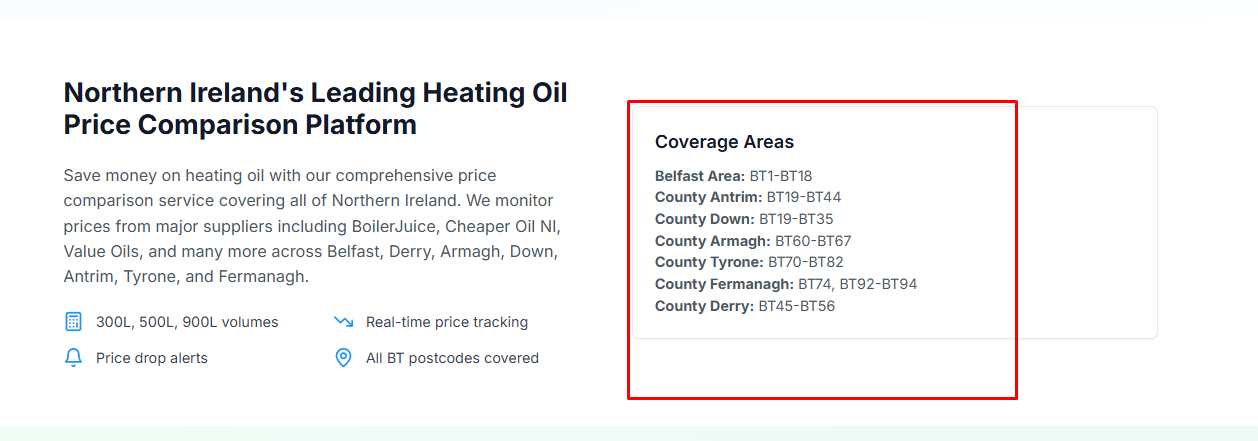 Northern Ireland's Leading Heating Oil
Price Comparison Platform
Save money on heating oil with our comprehensive price
comparison service covering all of Northern Ireland. We monitor
prices from major suppliers including BoilerJuice, Cheaper Oil NI,
Value Oils, and many more across Belfast, Derry, Armagh, Down,
Antrim, Tyrone, and Fermanagh.
300L, 500L, 900L volumes
Real-time price tracking
Price drop alerts
All BT postcodes covered
Coverage Areas
Belfast Area: BT1-BT18
County Antrim: BT19-BT44
County Down: BT19-BT35
County Armagh: BT60-BT67
County Tyrone: BT70-BT82
County Fermanagh: BT74, BT92-BT94
County Derry: BT45-BT56